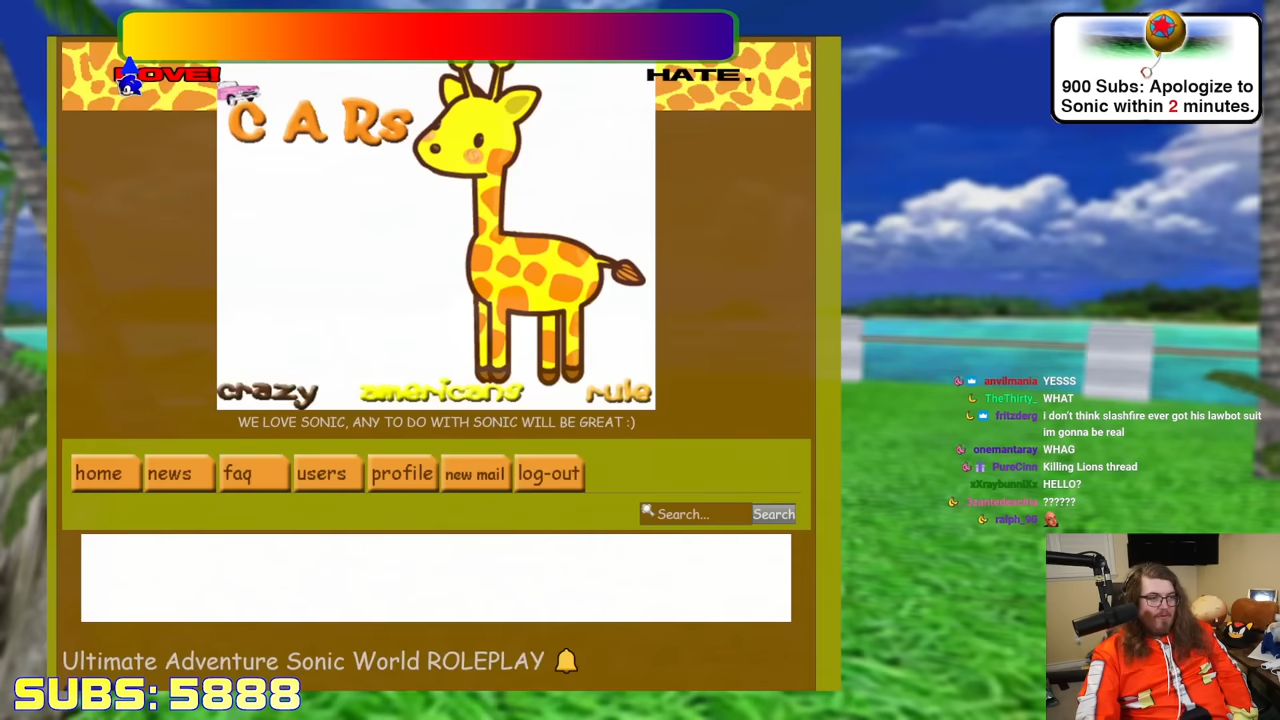 LOVE!
HATE.
C A Rs
crazy americans rule
WE LOVE SONIC, ANY TO DO WITH SONIC WILL BE GREAT :)
home news faq users profile new mail log-out
Search... Search
Ultimate Adventure Sonic World ROLEPLAY
SUBS: 5888
900 Subs: Apologize to
Sonic within 2 minutes.
anvilmania YESSS
TheThirty_ WHAT
fritzderg i don't think slashfire ever got his lawbot suit
im gonna be real
onemantaray WHAG
PureCinn Killing Lions thread
xXraybunniXx HELLO?
3zantedeschia ??????
ralph_90